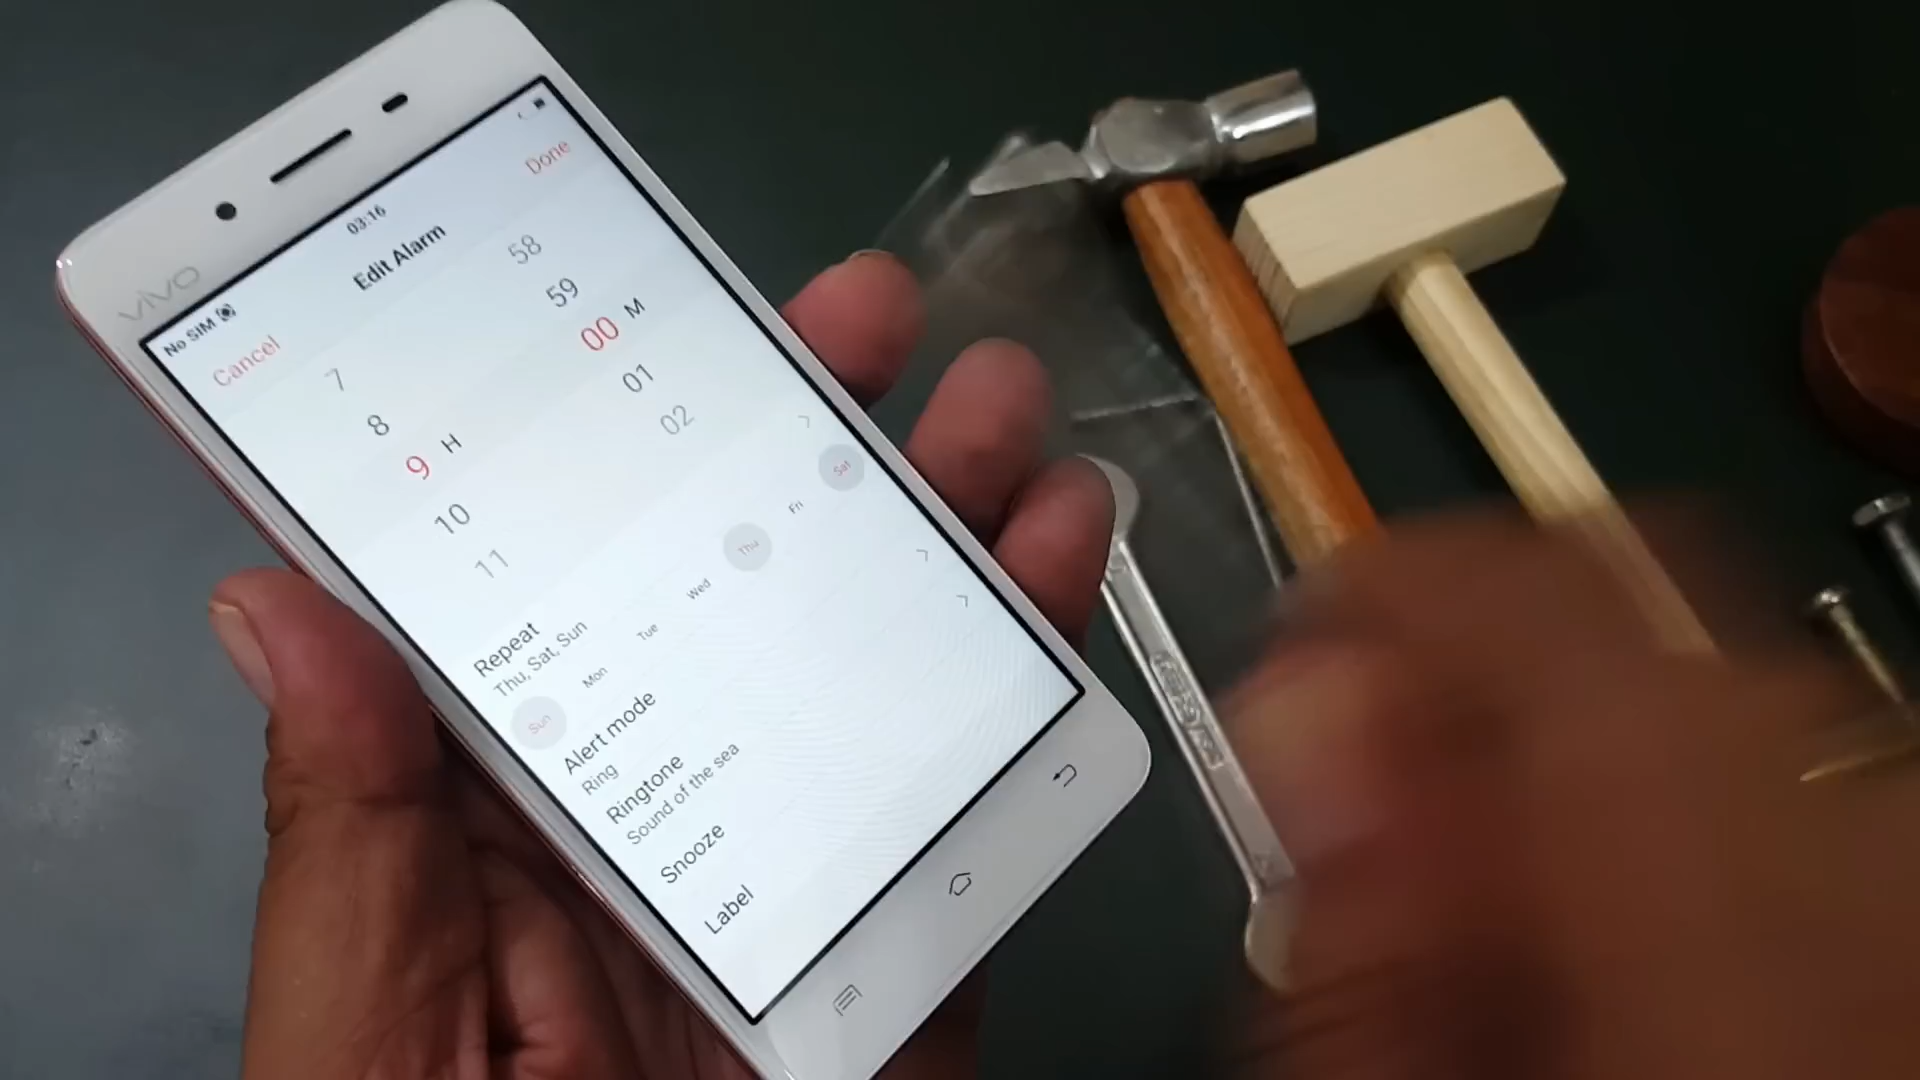 vivo
No SIM
03:16
Cancel
Edit Alarm
Done
7
58
8
59
9 H
00 M
10
01
11
02
Repeat
Thu, Sat, Sun
Sun
Mon
Tue
Wed
Thu
Fri
Sat
Alert mode
Ring
Ringtone
Sound of the sea
Snooze
Label